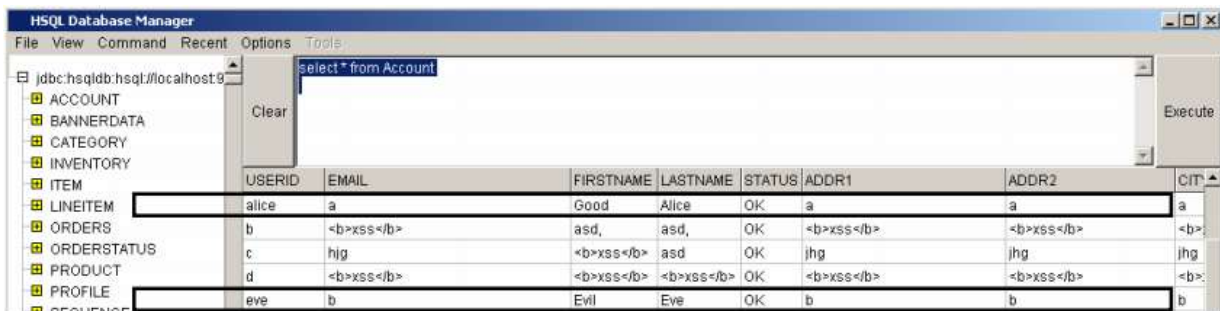 HSQL Database Manager
File View Command Recent Options Tools
jdbc:hsqldb:hsql://localhost:9
ACCOUNT
BANNERDATA
CATEGORY
INVENTORY
ITEM
LINEITEM
ORDERS
ORDERSTATUS
PRODUCT
PROFILE
SEQUENCE
Clear
select * from Account
Execute
USERID EMAIL FIRSTNAME LASTNAME STATUS ADDR1 ADDR2 CITY
alice a Good Alice OK a a a
b <b>xss</b> asd, asd, OK <b>xss</b> <b>xss</b> <b>
c hjg <b>xss</b> asd OK jhg jhg jhg
d <b>xss</b> <b>xss</b> <b>xss</b> OK <b>xss</b> <b>xss</b> <b>
eve b Evil Eve OK b b b